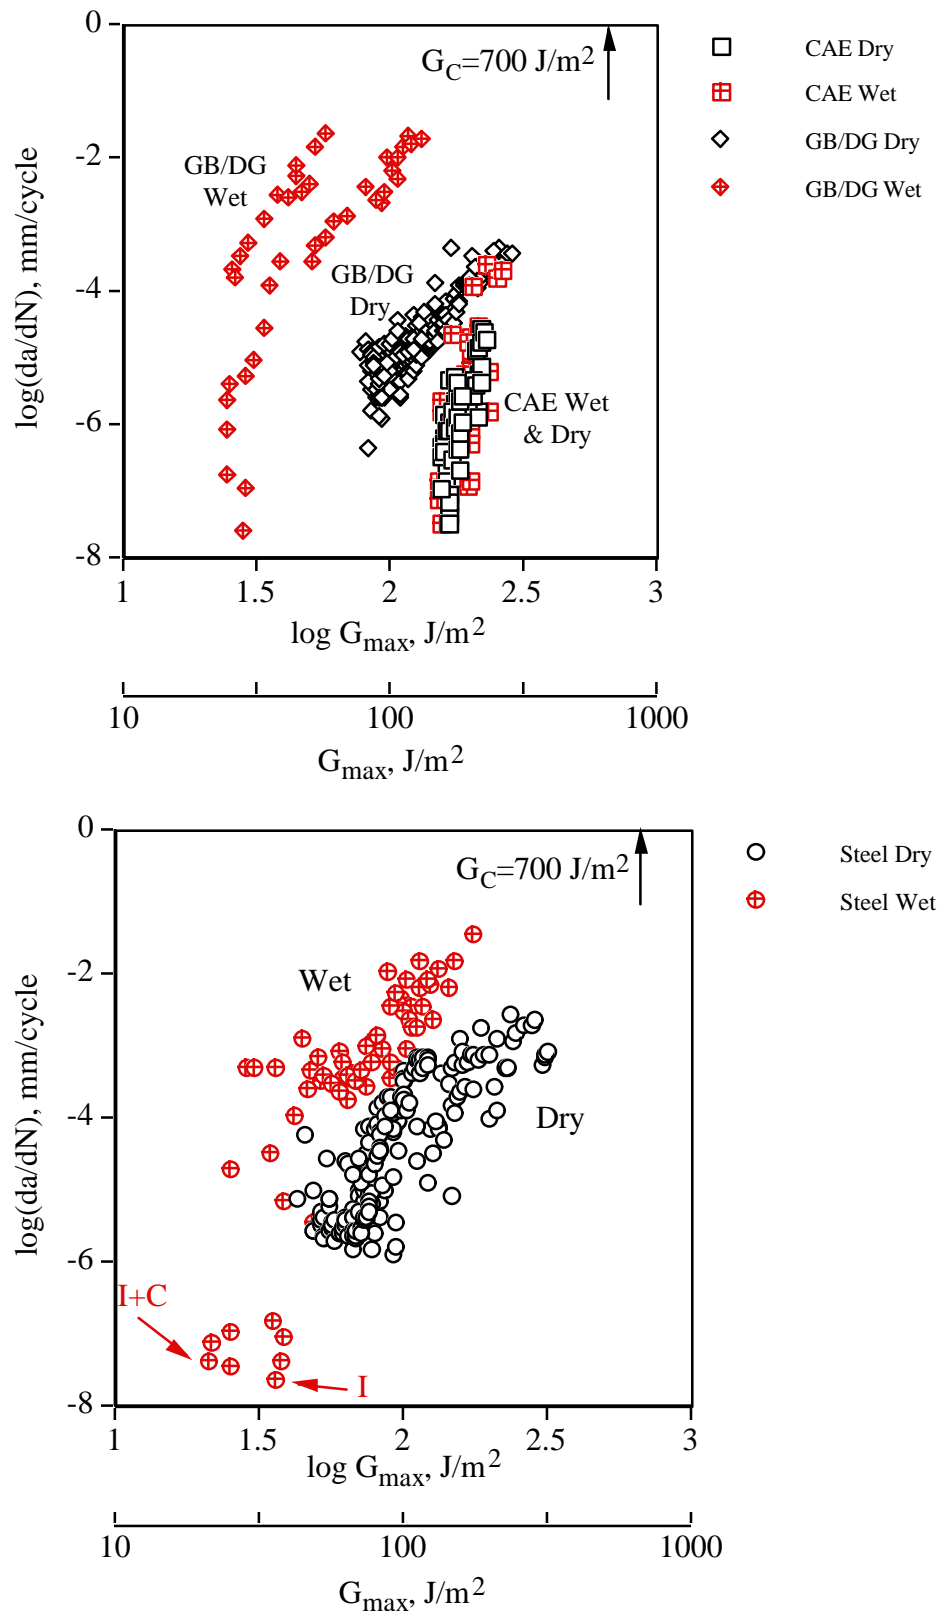 0
G_C=700 J/m²
CAE Dry
CAE Wet
GB/DG Dry
GB/DG Wet
-2
GB/DG
Wet
log(da/dN), mm/cycle
GB/DG
Dry
-4
CAE Wet
& Dry
-6
-8
1 1.5 2 2.5 3
log G_max, J/m²
10 100 1000
G_max, J/m²
0
G_C=700 J/m²
Steel Dry
Steel Wet
-2
Wet
log(da/dN), mm/cycle
-4
Dry
-6
I+C
I
-8
10 1.5 2 2.5 3
log G_max, J/m²
10 100 1000
G_max, J/m²